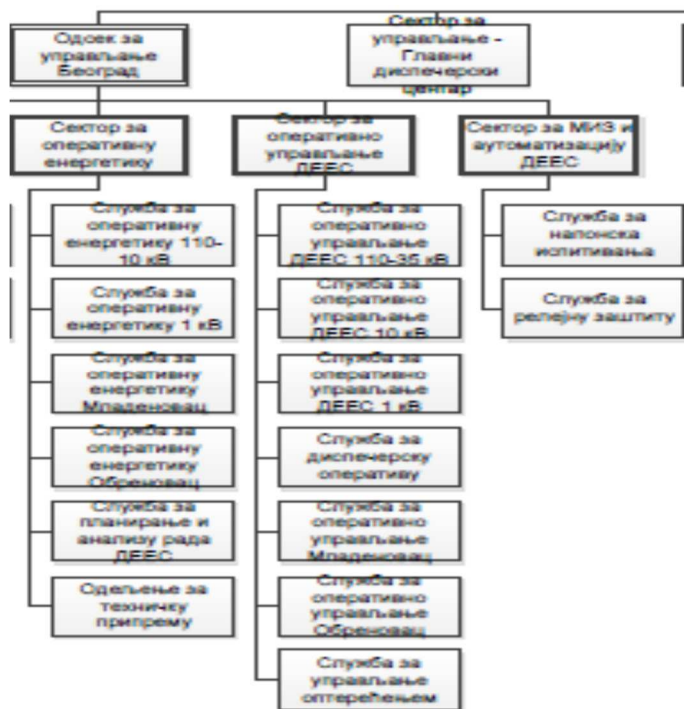 Одсек за
управљање
Београд
Сектор за
управљање -
Главни
диспечерски
центар
Сектор за
оперативну
енергетику
Сектор за
оперативно
управљање
ДЕЕС
Сектор за МИЗ и
аутоматизацију
ДЕЕС
Служба за
оперативну
енергетику 110-
10 кВ
Служба за
оперативну
енергетику 1 кВ
Служба за
оперативну
енергетику
Младеновац
Служба за
оперативну
енергетику
Обреновац
Служба за
планирање и
анализу рада
ДЕЕС
Одељење за
техничку
припрему
Служба за
оперативно
управљање
ДЕЕС 110-35 кВ
Служба за
оперативно
управљање
ДЕЕС 10 кВ
Служба за
оперативно
управљање
ДЕЕС 1 кВ
Служба за
диспечерску
оперативу
Служба за
оперативно
управљање
Младеновац
Служба за
оперативно
управљање
Обреновац
Служба за
управљање
оптерећењем
Служба за
напонска
испитивања
Служба за
релејну заштиту